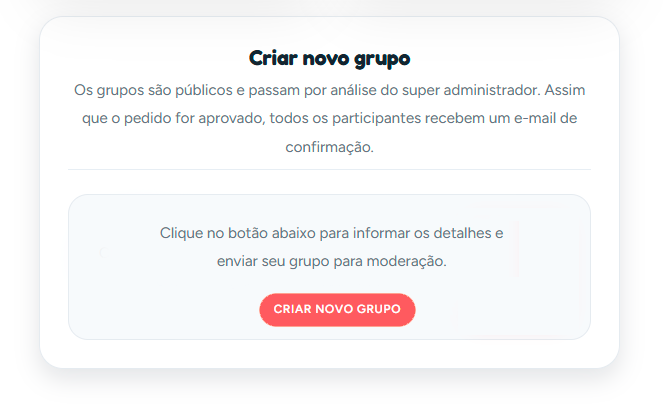 Criar novo grupo
Os grupos são públicos e passam por análise do super administrador. Assim
que o pedido for aprovado, todos os participantes recebem um e-mail de
confirmação.
Clique no botão abaixo para informar os detalhes e
enviar seu grupo para moderação.
CRIAR NOVO GRUPO